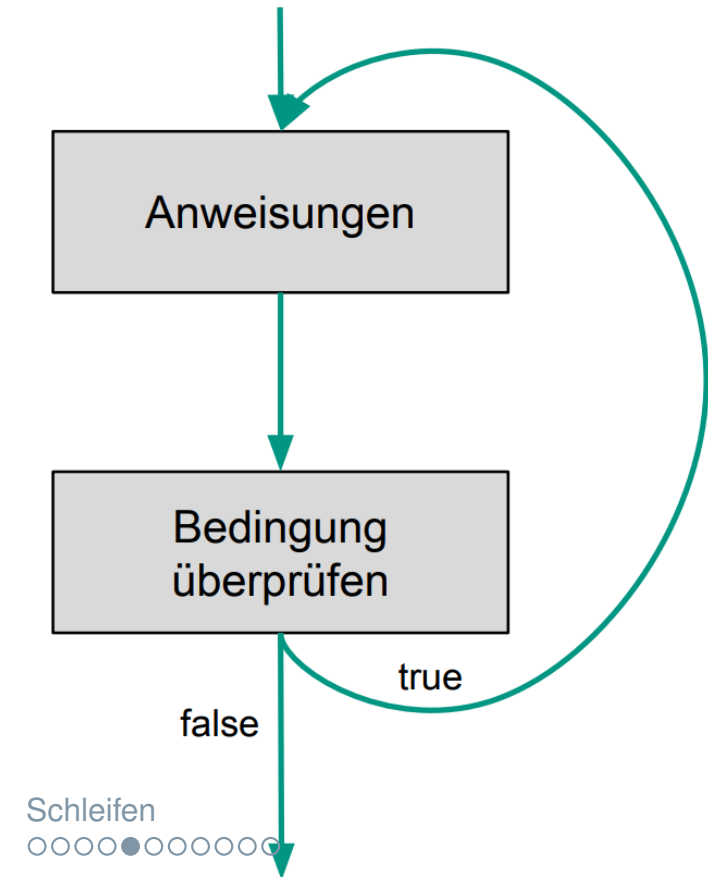 Anweisungen
Bedingung
überprüfen
true
false
Schleifen